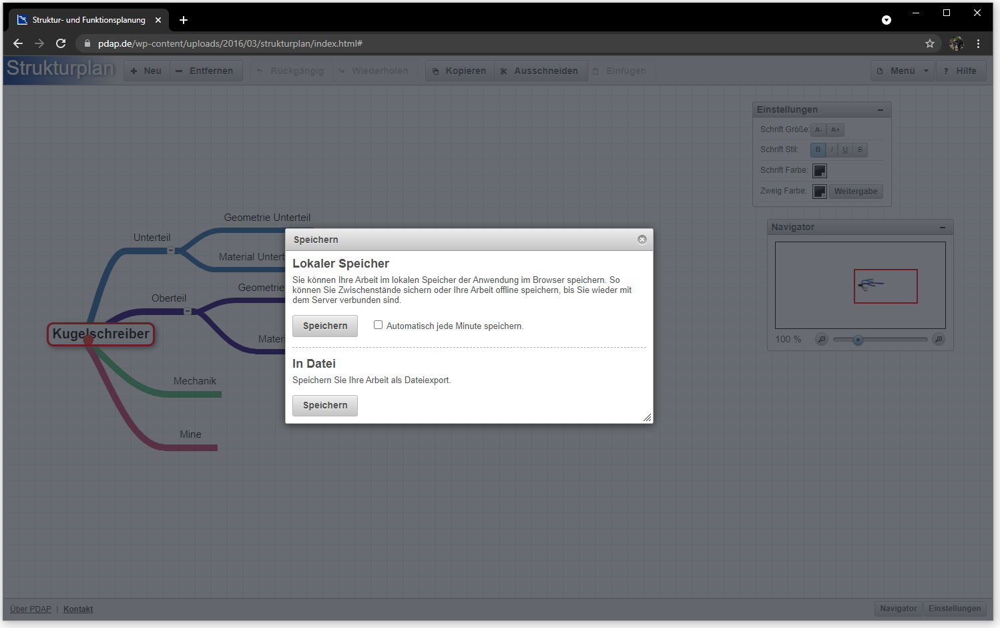 Struktur- und Funktionsplanung
pdap.de/wp-content/uploads/2016/03/strukturplan/index.html#
Strukturplan
Neu
Entfernen
Rückgängig
Wiederholen
Kopieren
Ausschneiden
Einfügen
Menü
? Hilfe
Einstellungen
Schrift Größe: A- A+
Schrift Stil: B I U S
Schrift Farbe:
Zweig Farbe: Weitergabe
Navigator
100 %
Geometrie Unterteil
Unterteil
Material Untert
Geometrie
Oberteil
Kugelschreiber
Materi
Mechanik
Mine
Speichern
Lokaler Speicher
Sie können Ihre Arbeit im lokalen Speicher der Anwendung im Browser speichern. So
können Sie Zwischenstände sichern oder Ihre Arbeit offline speichern, bis Sie wieder mit
dem Server verbunden sind.
Speichern
Automatisch jede Minute speichern.
In Datei
Speichern Sie Ihre Arbeit als Dateiexport.
Speichern
Über PDAP | Kontakt
Navigator
Einstellungen